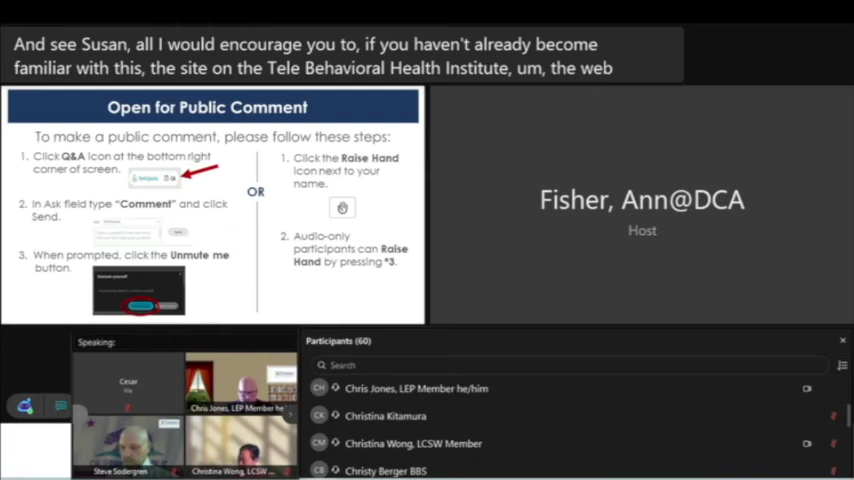 And see Susan, all I would encourage you to, if you haven't already become
familiar with this, the site on the Tele Behavioral Health Institute, um, the web
Open for Public Comment
To make a public comment, please follow these steps:
1. Click Q&A icon at the bottom right
corner of screen.
2. In Ask field type "Comment" and click
Send.
3. When prompted, click the Unmute me
button.
OR
1. Click the Raise Hand
icon next to your
name.
2. Audio-only
participants can Raise
Hand by pressing *3.
Fisher, Ann@DCA
Host
Speaking:
Cesar
Chris Jones, LEP Member he
Steve Sodergren
Christina Wong, LCSW ...
Participants (60)
Search
CH Chris Jones, LEP Member he/him
CK Christina Kitamura
CM Christina Wong, LCSW Member
CB Christy Berger BBS